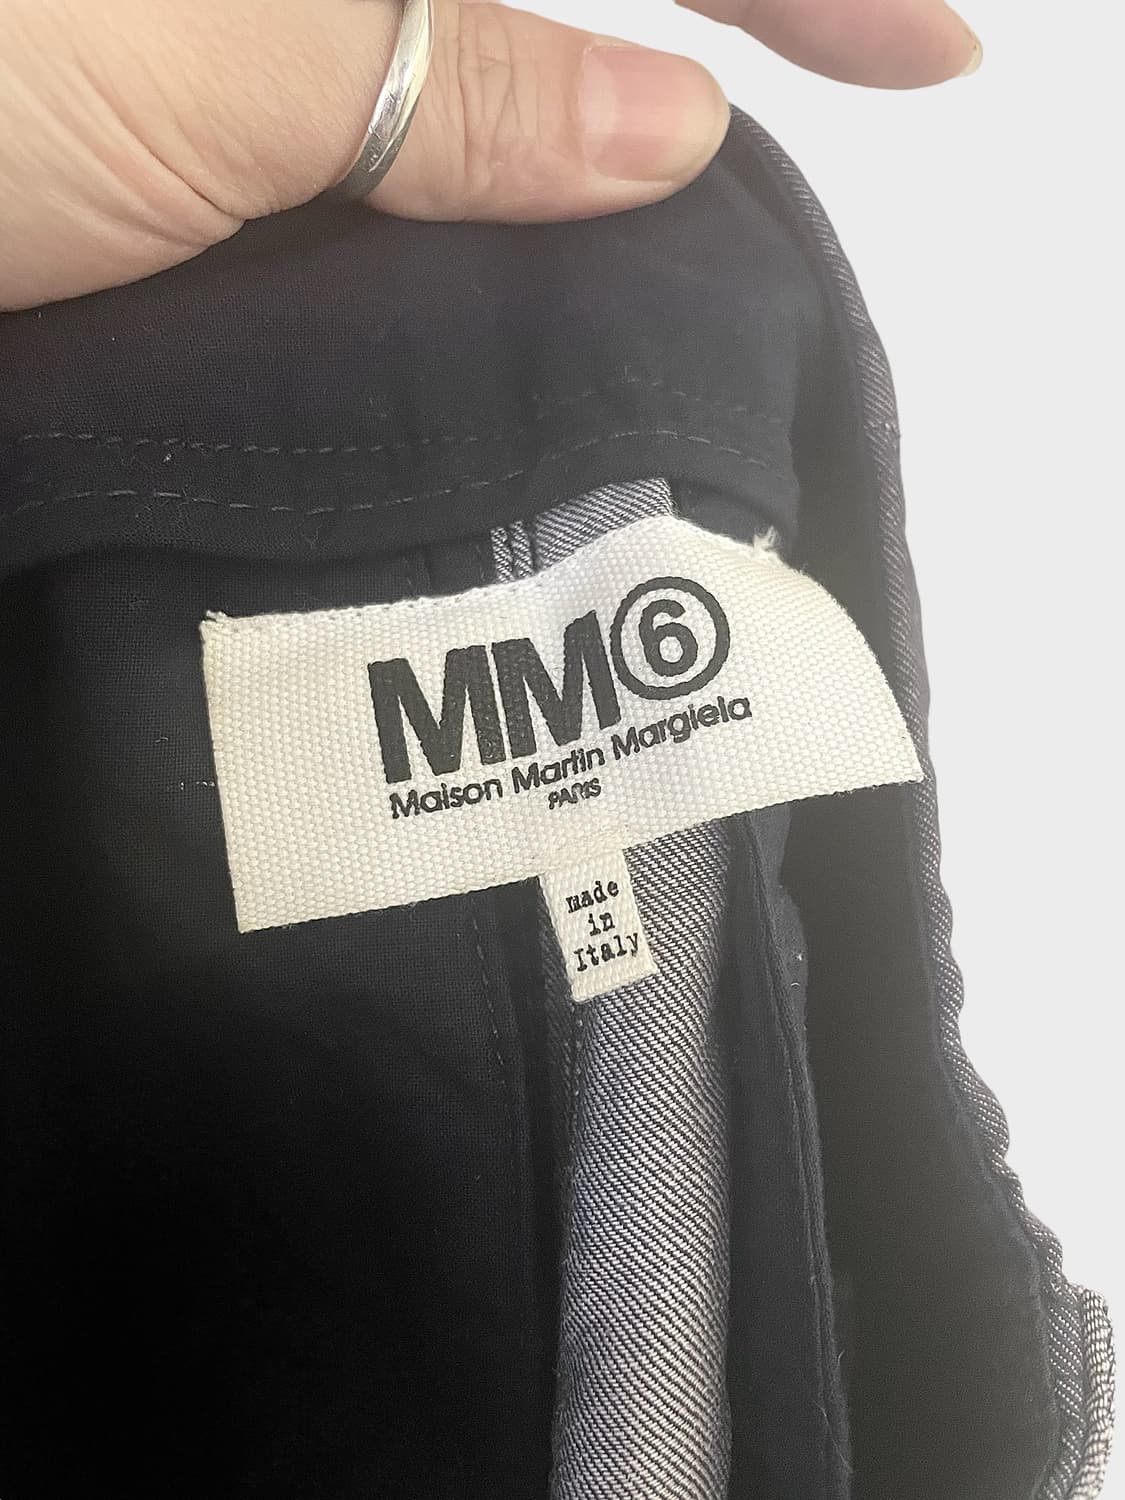 MM⑥
Maison Martin Margiela
PARIS
made
in
Italy